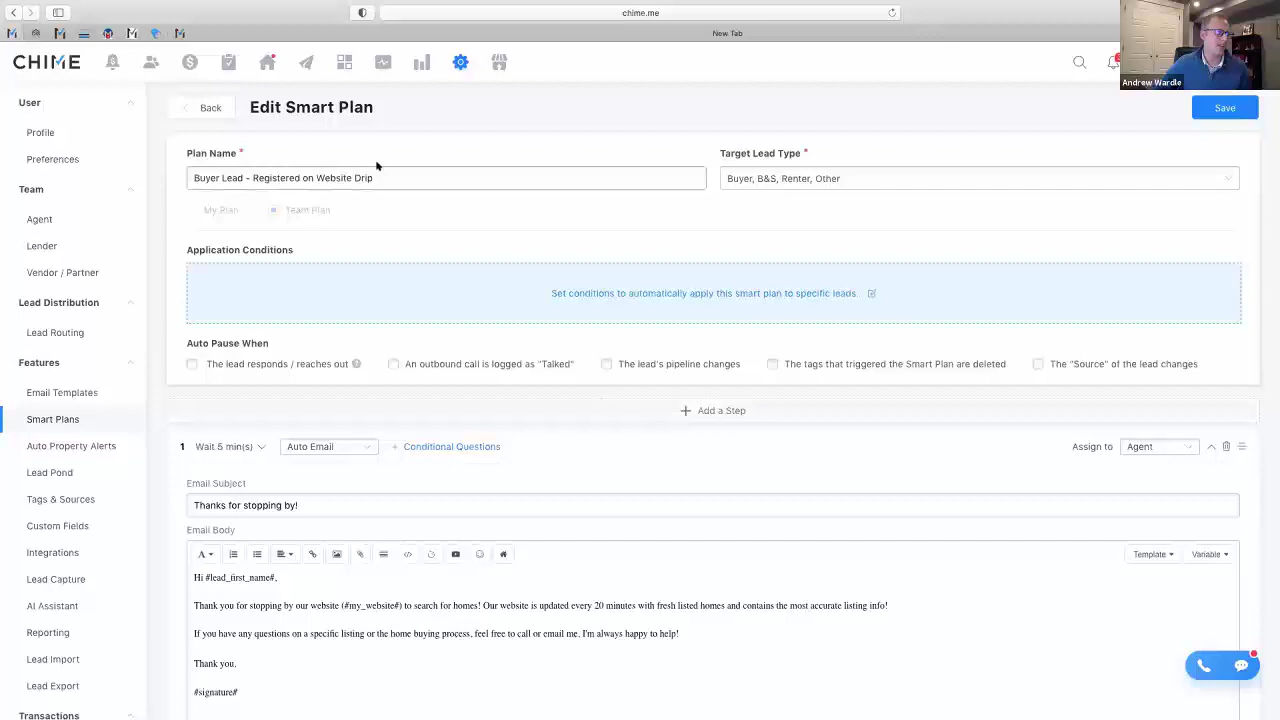 chime.me
New Tab
CHIME
Andrew Wardle
User
Profile
Preferences
Team
Agent
Lender
Vendor / Partner
Lead Distribution
Lead Routing
Features
Email Templates
Smart Plans
Auto Property Alerts
Lead Pond
Tags & Sources
Custom Fields
Integrations
Lead Capture
AI Assistant
Reporting
Lead Import
Lead Export
Transactions
Back
Edit Smart Plan
Save
Plan Name *
Target Lead Type *
Buyer Lead - Registered on Website Drip
Buyer, B&S, Renter, Other
My Plan
Team Plan
Application Conditions
Set conditions to automatically apply this smart plan to specific leads.
Auto Pause When
The lead responds / reaches out ?
An outbound call is logged as "Talked"
The lead's pipeline changes
The tags that triggered the Smart Plan are deleted
The "Source" of the lead changes
+ Add a Step
1 Wait 5 min(s)
Auto Email
+ Conditional Questions
Assign to
Agent
Email Subject
Thanks for stopping by!
Email Body
Template
Variable
Hi #lead_first_name#,
Thank you for stopping by our website (#my_website#) to search for homes! Our website is updated every 20 minutes with fresh listed homes and contains the most accurate listing info!
If you have any questions on a specific listing or the home buying process, feel free to call or email me. I'm always happy to help!
Thank you,
#signature#